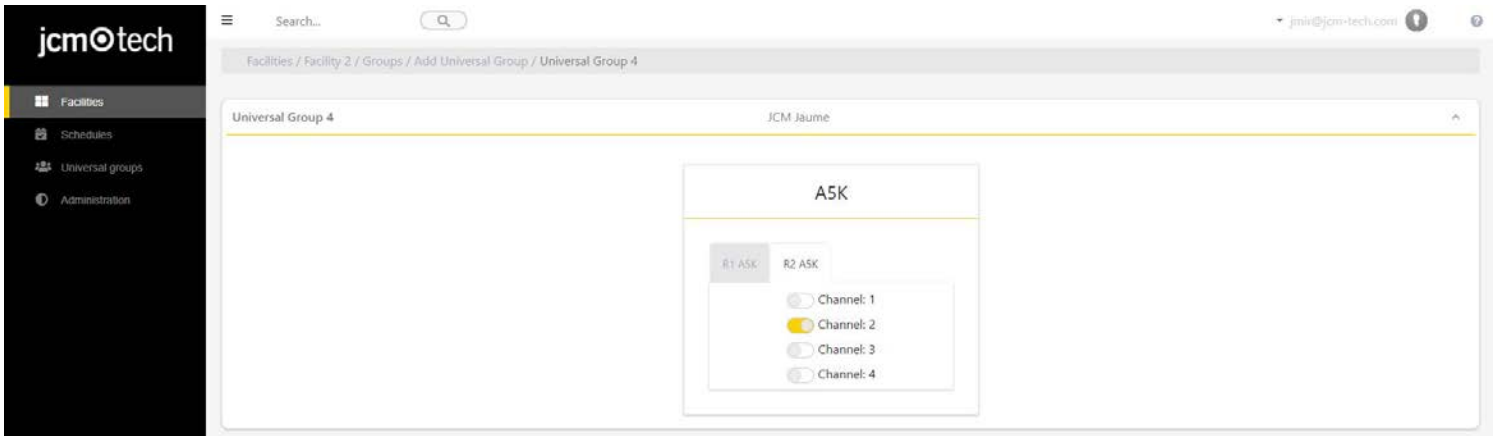 jcm tech
Search...
jmir@jcm-tech.com
Facilities / Facility 2 / Groups / Add Universal Group / Universal Group 4
Facilities
Schedules
Universal groups
Administration
Universal Group 4
JCM Jaume
A5K
R1 A5K
R2 A5K
Channel: 1
Channel: 2
Channel: 3
Channel: 4